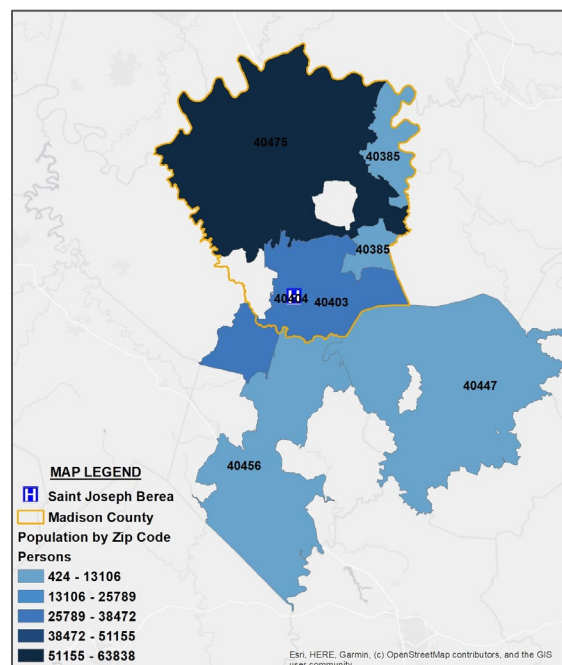 40475
40385
40385
40404
40403
40447
40456
MAP LEGEND
H Saint Joseph Berea
Madison County
Population by Zip Code
Persons
424 - 13106
13106 - 25789
25789 - 38472
38472 - 51155
51155 - 63838
Esri, HERE, Garmin, (c) OpenStreetMap contributors, and the GIS
user community